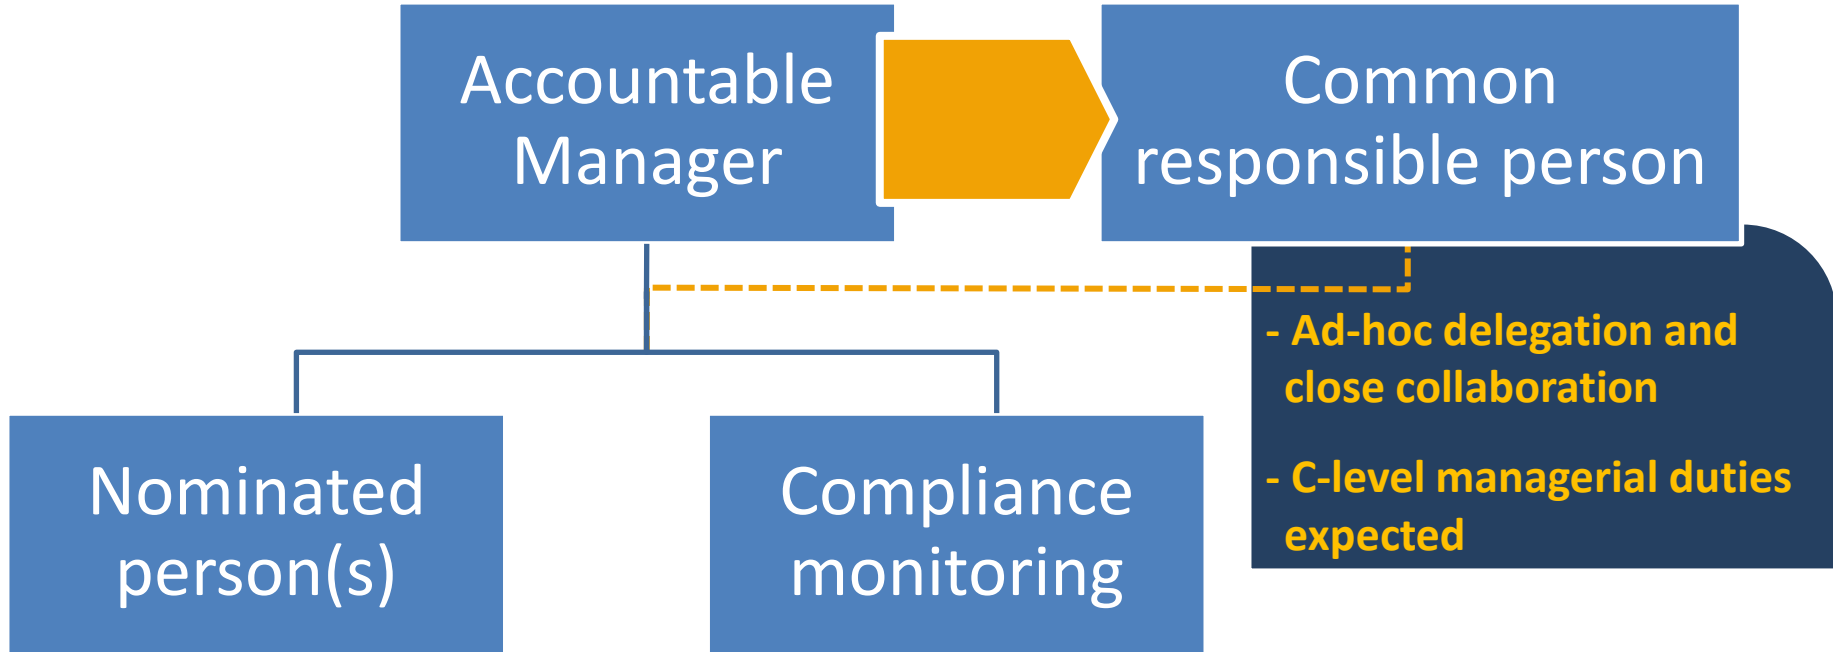 Accountable
Manager
Common
responsible person
- Ad-hoc delegation and
close collaboration
- C-level managerial duties
expected
Nominated
person(s)
Compliance
monitoring